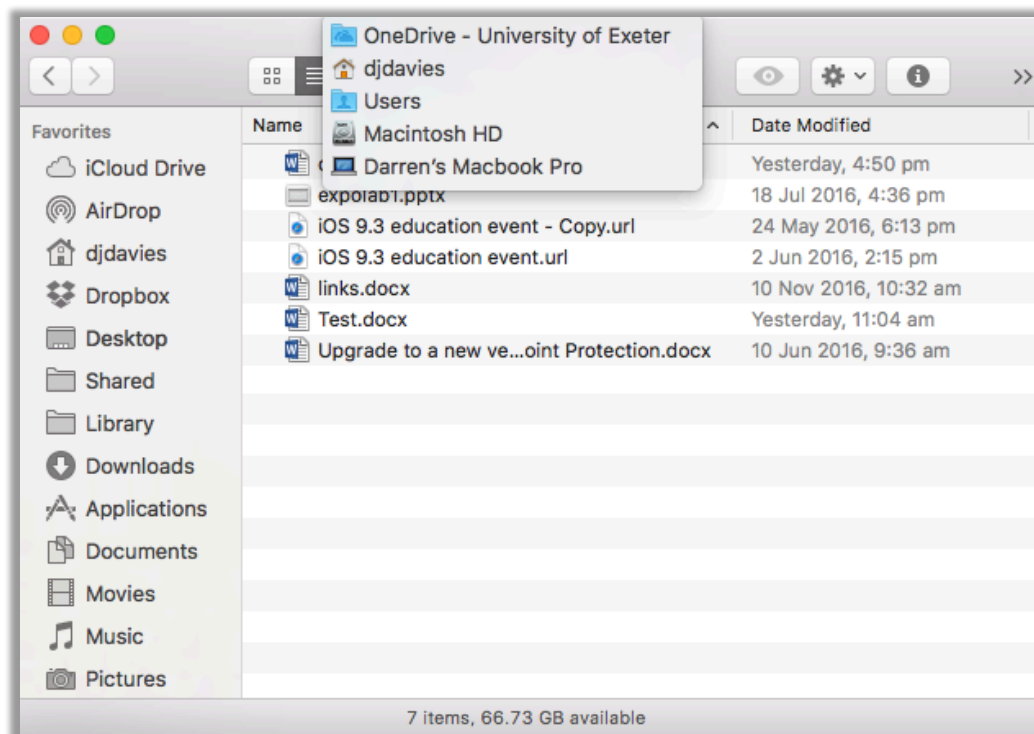 OneDrive - University of Exeter
djdavies
Users
Macintosh HD
Darren's Macbook Pro
Favorites
iCloud Drive
AirDrop
djdavies
Dropbox
Desktop
Shared
Library
Downloads
Applications
Documents
Movies
Music
Pictures
Name Date Modified
Yesterday, 4:50 pm
expolab1.pptx 18 Jul 2016, 4:36 pm
iOS 9.3 education event - Copy.url 24 May 2016, 6:13 pm
iOS 9.3 education event.url 2 Jun 2016, 2:15 pm
links.docx 10 Nov 2016, 10:32 am
Test.docx Yesterday, 11:04 am
Upgrade to a new ve...oint Protection.docx 10 Jun 2016, 9:36 am
7 items, 66.73 GB available